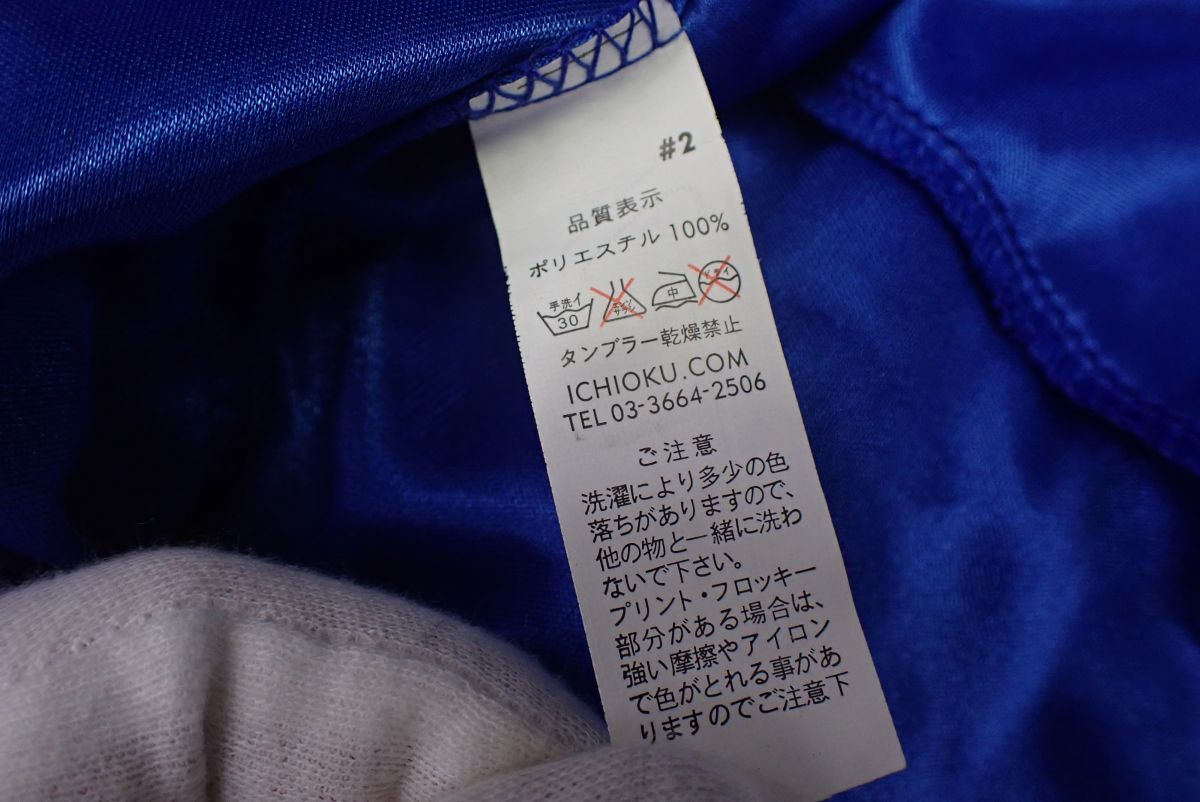 #2
品質表示
ポリエステル 100%
手洗イ
30
中
タンブラー乾燥禁止
ICHIOKU.COM
TEL 03-3664-2506
ご注意
洗濯により多少の色
落ちがありますので、
他の物と一緒に洗わ
ないで下さい。
プリント・フロッキー
部分がある場合は、
強い摩擦やアイロン
で色がとれる事があ
りますのでご注意下